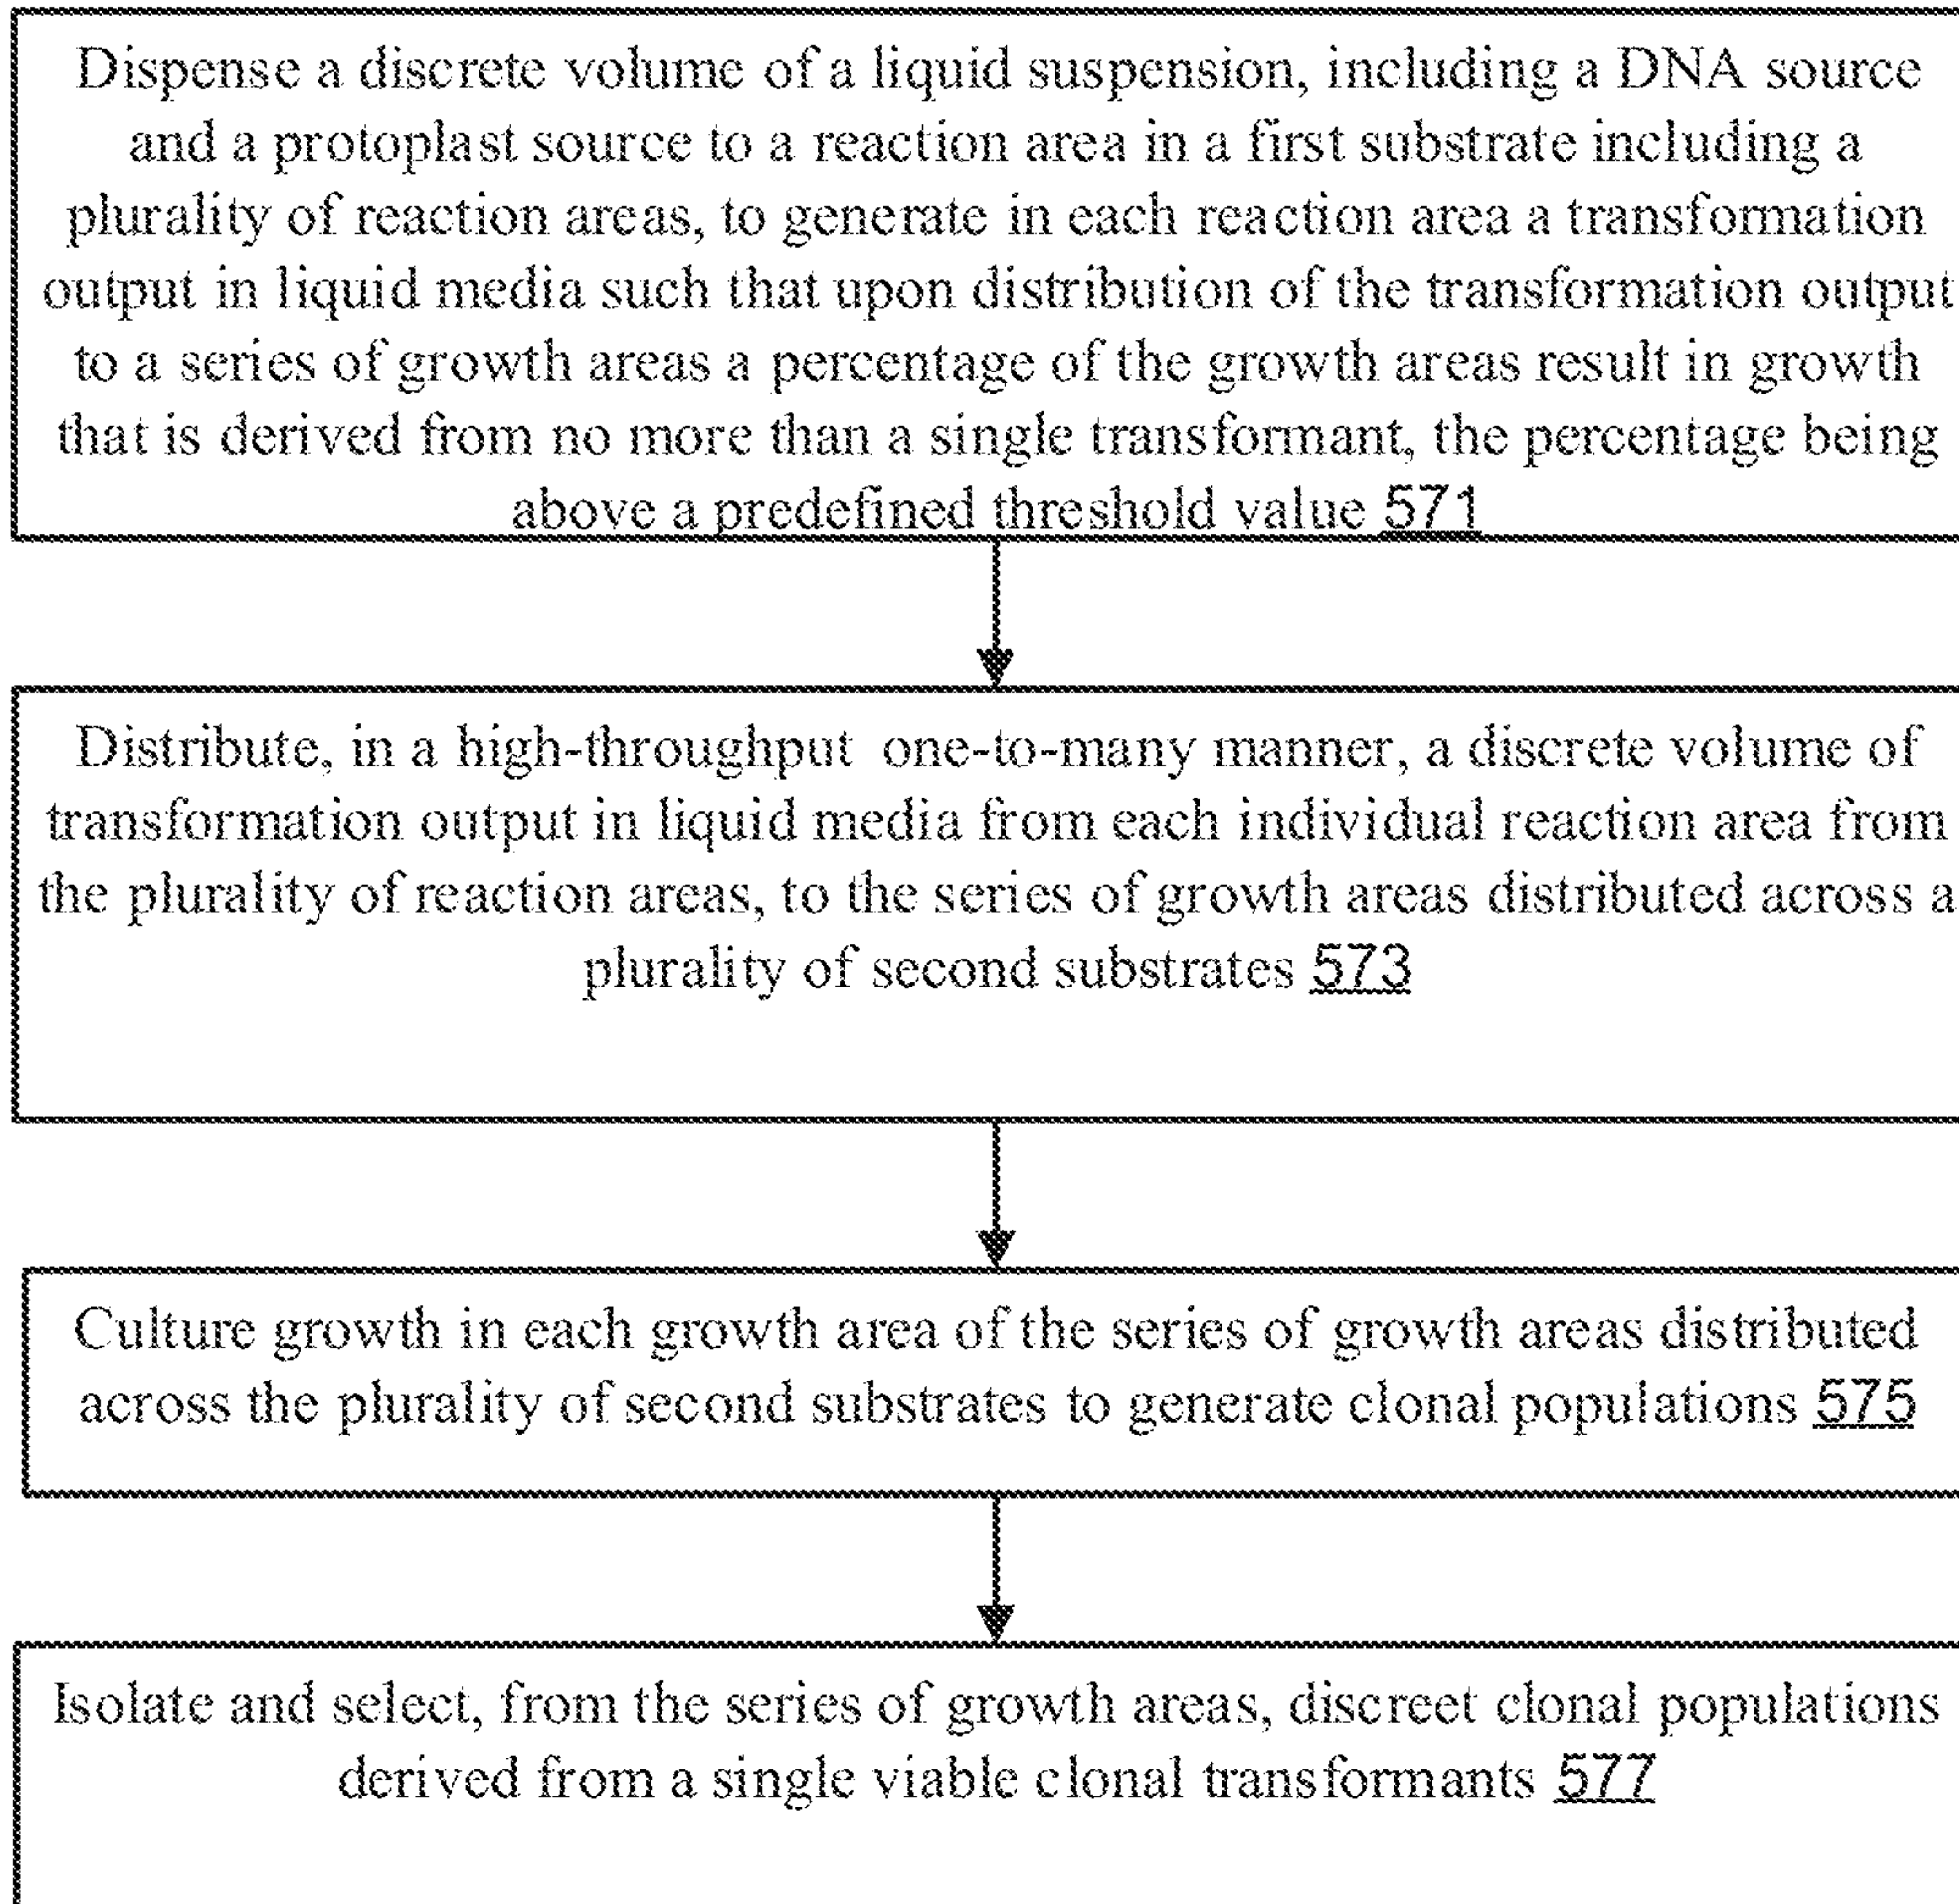 Dispense a discrete volume of a liquid suspension, including a DNA source
and a protoplast source to a reaction area in a first substrate including a
plurality of reaction areas, to generate in each reaction area a transformation
output in liquid media such that upon distribution of the transformation output
to a series of growth areas a percentage of the growth areas result in growth
that is derived from no more than a single transformant, the percentage being
above a predefined threshold value 571
Distribute, in a high-throughput one-to-many manner, a discrete volume of
transformation output in liquid media from each individual reaction area from
the plurality of reaction areas, to the series of growth areas distributed across a
plurality of second substrates 573
Culture growth in each growth area of the series of growth areas distributed
across the plurality of second substrates to generate clonal populations 575
Isolate and select, from the series of growth areas, discreet clonal populations
derived from a single viable clonal transformants 577